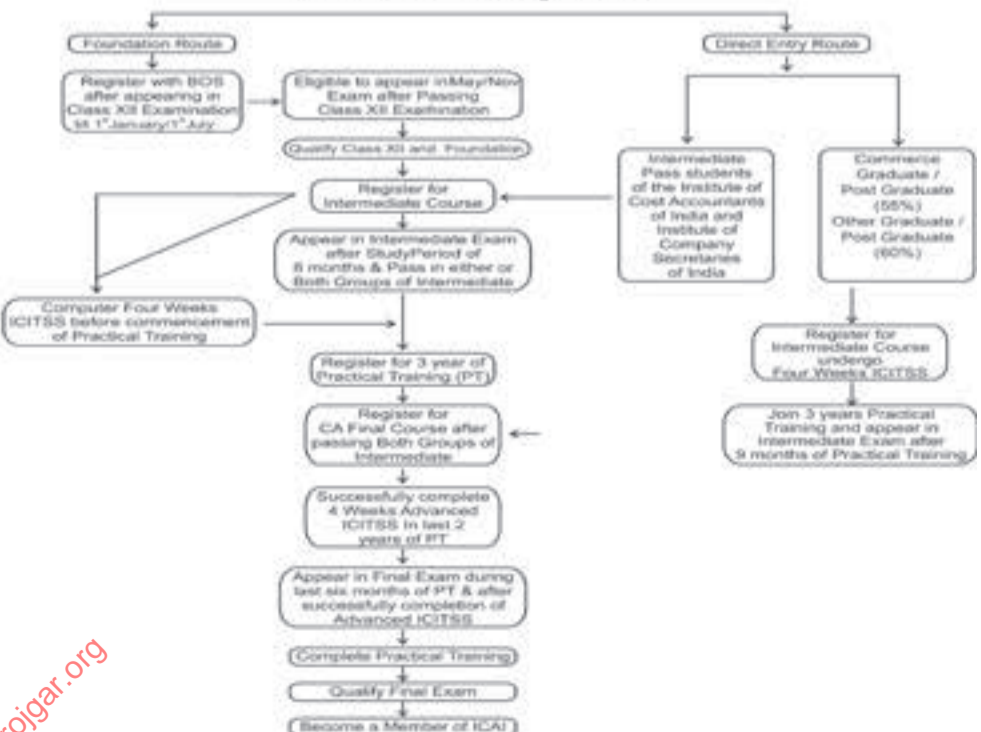 Foundation Route
Direct Entry Route
Register with BOS
after appearing in
Class XII Examination
till 1st January/1st July
Eligible to appear in May/Nov
Exam after Passing
Class XII Examination
Qualify Class XII and Foundation
Register for
Intermediate Course
Intermediate
Pass students
of the Institute of
Cost Accountants
of India and
Institute of
Company
Secretaries
of India
Commerce
Graduate /
Post Graduate
(55%)
Other Graduate /
Post Graduate
(60%)
Appear in Intermediate Exam
after Study Period of
8 months & Pass in either or
Both Groups of Intermediate
Computer Four Weeks
ICITSS before commencement
of Practical Training
Register for
Intermediate Course
undergo
Four Weeks ICITSS
Register for 3 year of
Practical Training (PT)
Register for
CA Final Course after
passing Both Groups of
Intermediate
Join 3 years Practical
Training and appear in
Intermediate Exam after
9 months of Practical Training
Successfully complete
4 Weeks Advanced
ICITSS In last 2
years of PT
Appear in Final Exam during
last six months of PT & after
successfully completion of
Advanced ICITSS
Complete Practical Training
Qualify Final Exam
Become a Member of ICAI
rojgar.org